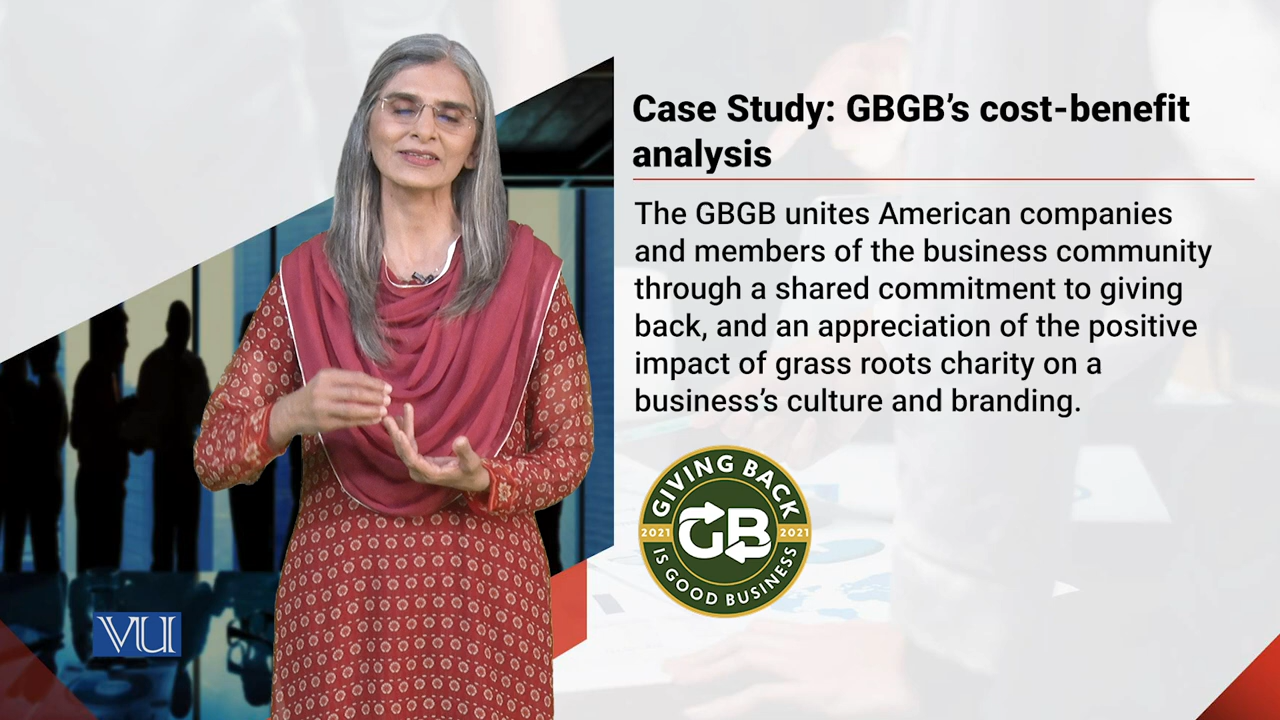 Case Study: GBGB’s cost-benefit
analysis
The GBGB unites American companies
and members of the business community
through a shared commitment to giving
back, and an appreciation of the positive
impact of grass roots charity on a
business’s culture and branding.
GIVING BACK
GB
2021 2021
IS GOOD BUSINESS
VU